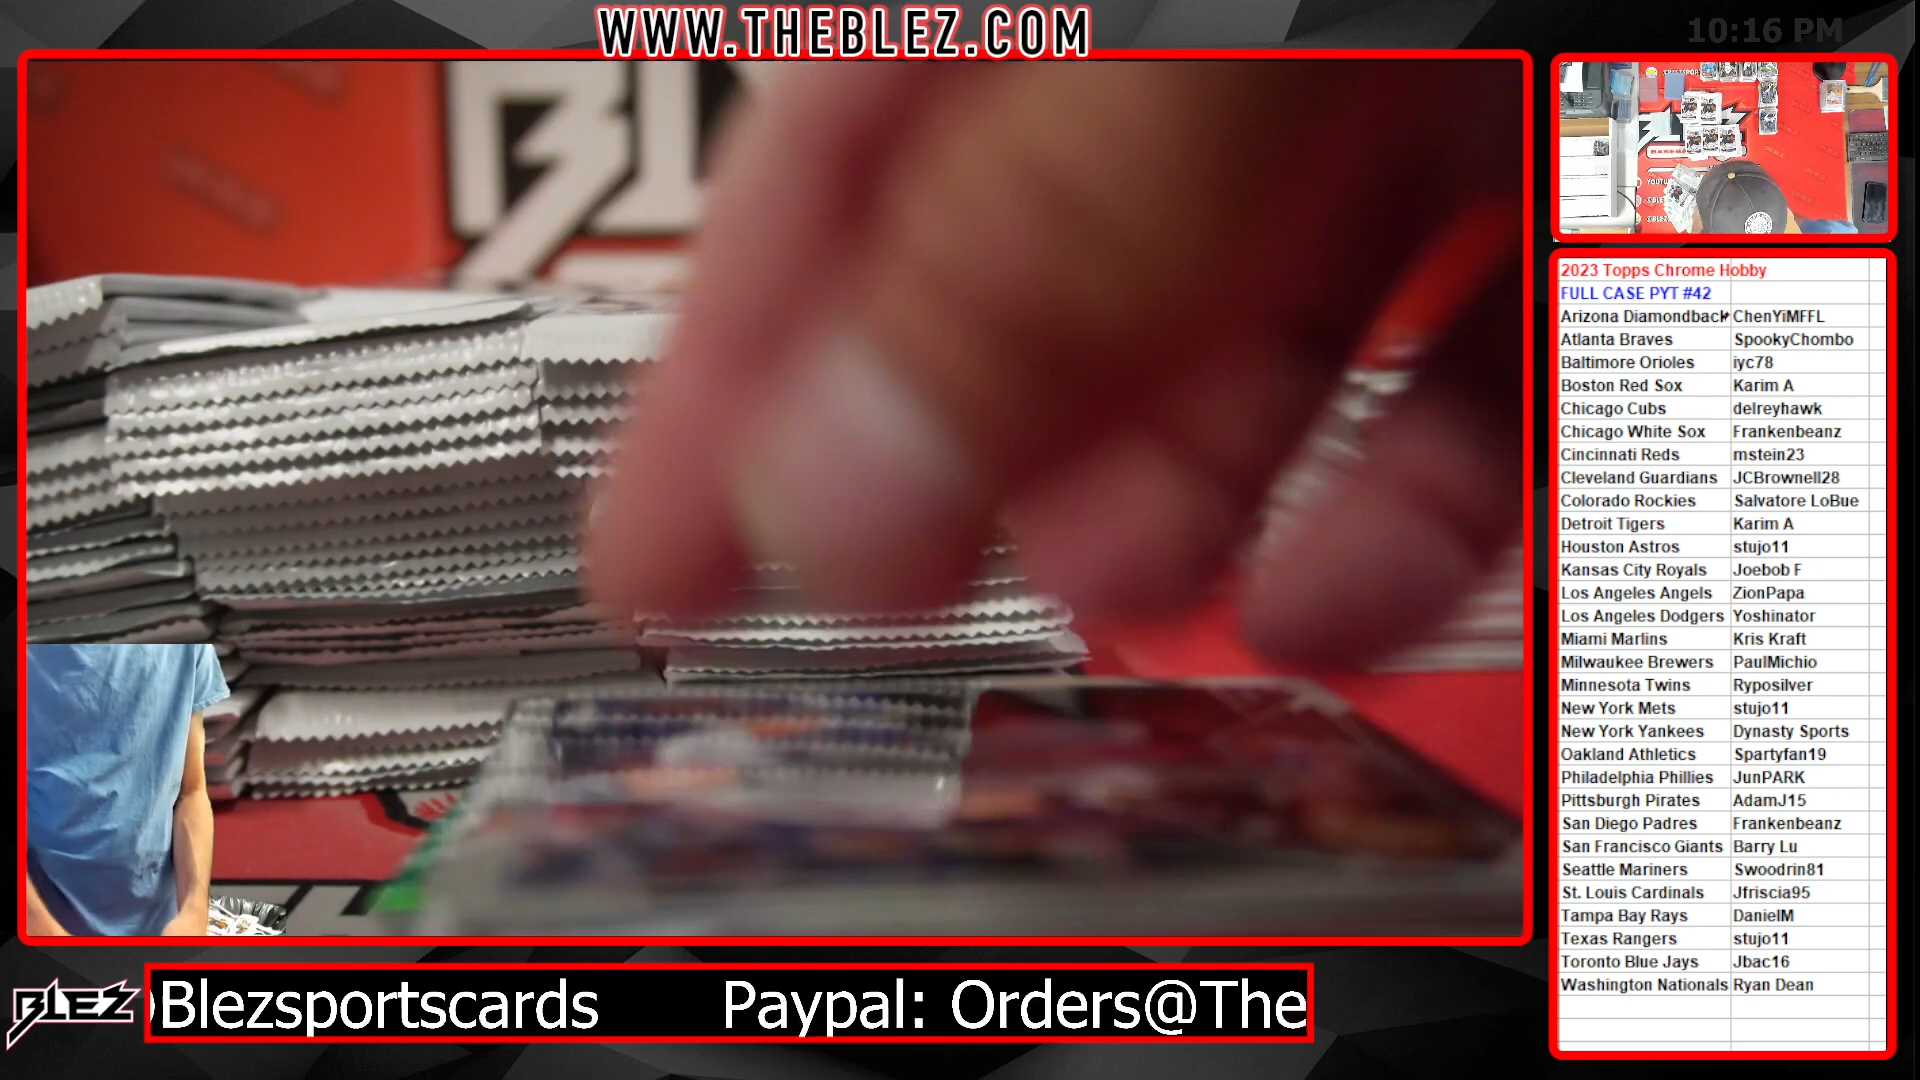 WWW.THEBLEZ.COM
10:16 PM
2023 Topps Chrome Hobby
FULL CASE PYT #42
Arizona Diamondback ChenYiMFFL
Atlanta Braves SpookyChombo
Baltimore Orioles iyc78
Boston Red Sox Karim A
Chicago Cubs delreyhawk
Chicago White Sox Frankenbeanz
Cincinnati Reds mstein23
Cleveland Guardians JCBrownell28
Colorado Rockies Salvatore LoBue
Detroit Tigers Karim A
Houston Astros stujo11
Kansas City Royals Joebob F
Los Angeles Angels ZionPapa
Los Angeles Dodgers Yoshinator
Miami Marlins Kris Kraft
Milwaukee Brewers PaulMichio
Minnesota Twins Ryposilver
New York Mets stujo11
New York Yankees Dynasty Sports
Oakland Athletics Spartyfan19
Philadelphia Phillies JunPARK
Pittsburgh Pirates AdamJ15
San Diego Padres Frankenbeanz
San Francisco Giants Barry Lu
Seattle Mariners Swoodrin81
St. Louis Cardinals Jfriscia95
Tampa Bay Rays DanielM
Texas Rangers stujo11
Toronto Blue Jays Jbac16
Washington Nationals Ryan Dean
BLEZ
Blezsportscards Paypal: Orders@The